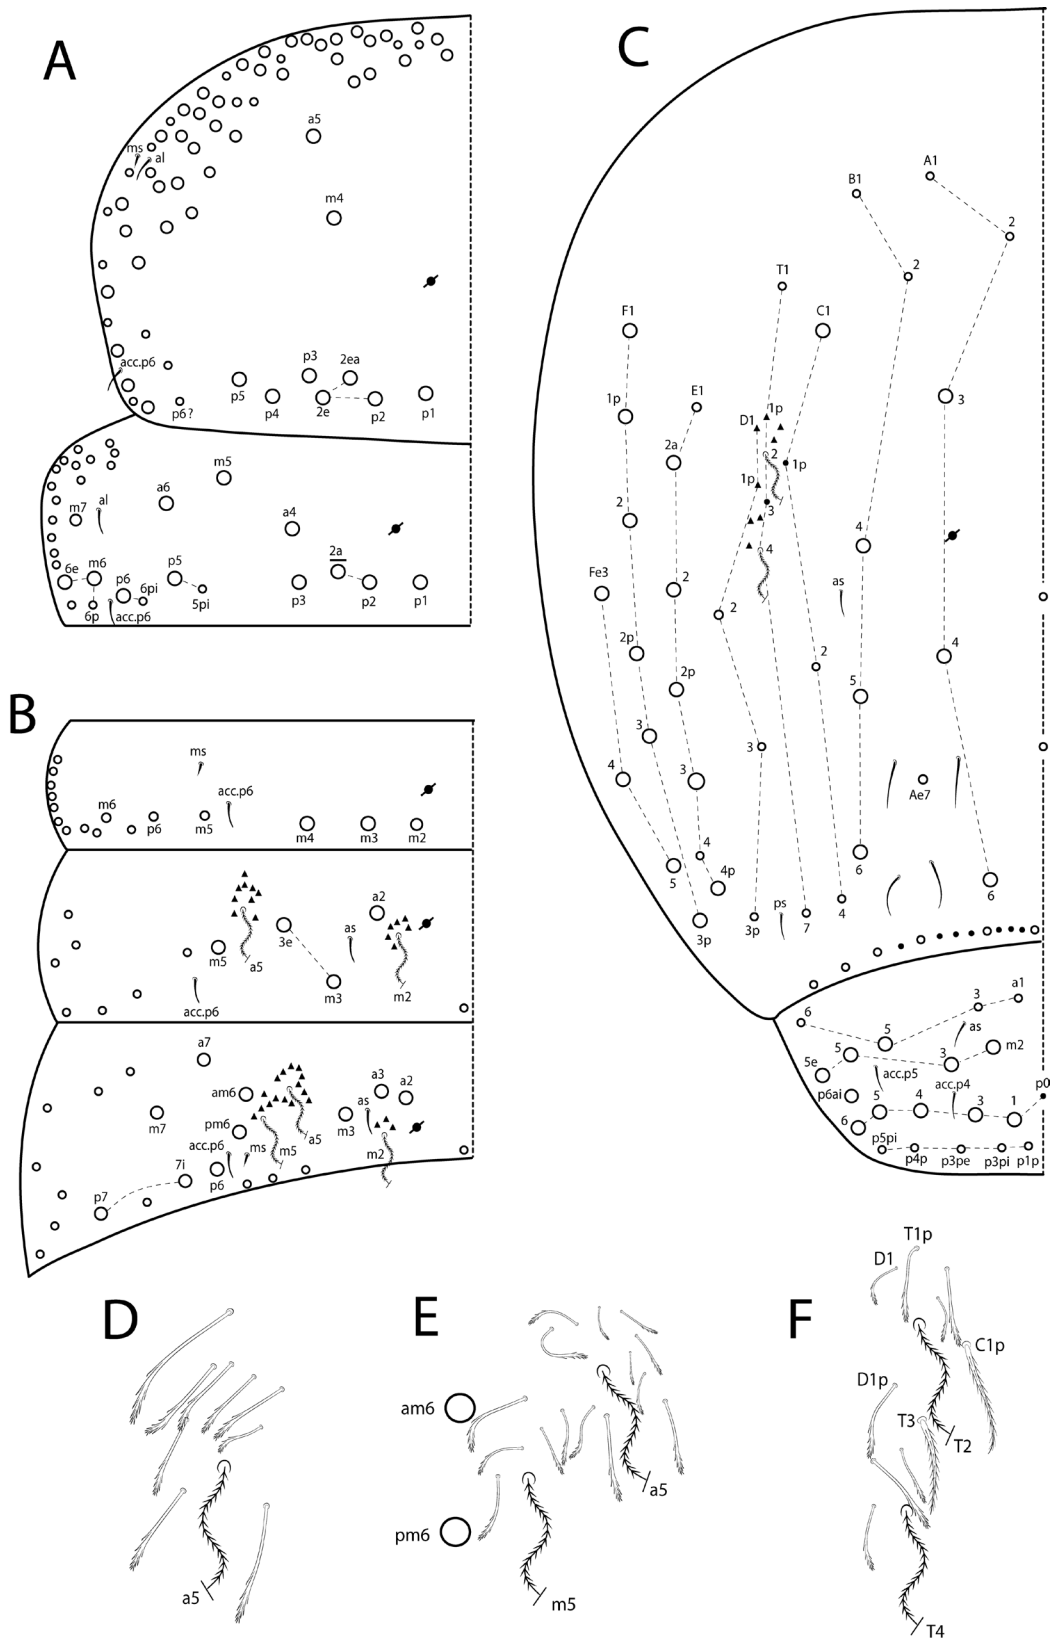 A
a5
ms
al
m4
acc.p6
p3
2ea
p5
p6?
p4
2e
p2
p1
m5
a6
m7
al
a4
2a
6e
m6
p6
6pi
p5
5pi
p3
p2
p1
6p
acc.p6
B
ms
acc.p6
m6
p6
m5
m4
m3
m2
a2
3e
as
m5
a5
m3
m2
acc.p6
a7
am6
a3
a2
as
m7
pm6
m3
a5
acc.p6
ms
m5
m2
7i
p6
p7
C
A1
B1
2
2
T1
F1
C1
3
1p
E1
D1
1p
2a
2
1p
1p
2
3
4
4
Fe3
2
as
2
2p
2
4
2p
5
3
3
4
3
Ae7
4
4p
5
6
6
ps
3p
3p
7
4
a1
3
6
5
as
5
3
m2
5e
acc.p5
p6ai
acc.p4
p0
5
4
3
1
6
p5pi
p4p
p3pe
p3pi
p1p
D
a5
E
am6
a5
pm6
m5
F
T1p
D1
C1p
D1p
T3
T2
T4